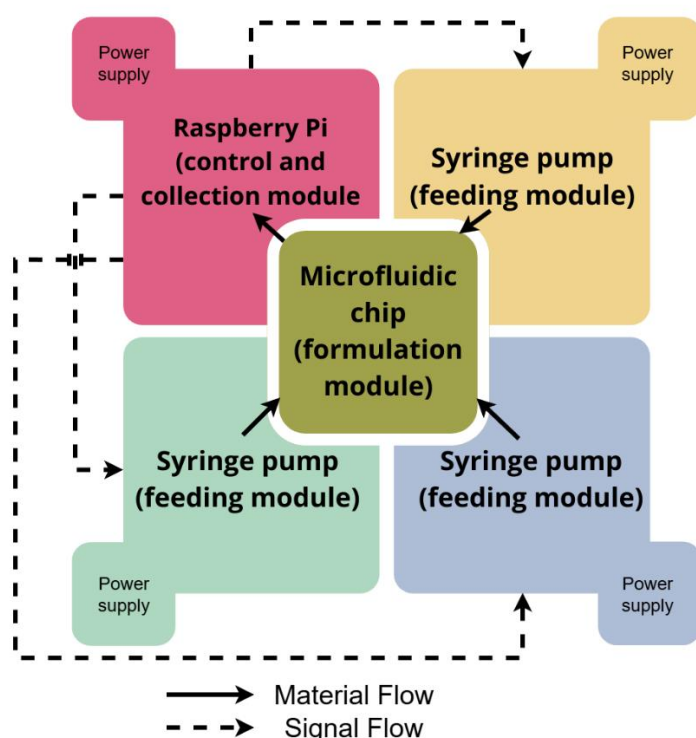 Power
supply
Raspberry Pi
(control and
collection module
Power
supply
Syringe pump
(feeding module)
Microfluidic
chip
(formulation
module)
Syringe pump
(feeding module)
Power
supply
Syringe pump
(feeding module)
Power
supply
Material Flow
Signal Flow